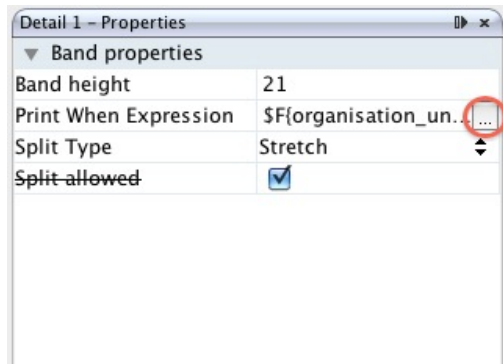 Detail 1 - Properties
Band properties
Band height 21
Print When Expression $F{organisation_un... ...
Split Type Stretch
Split allowed